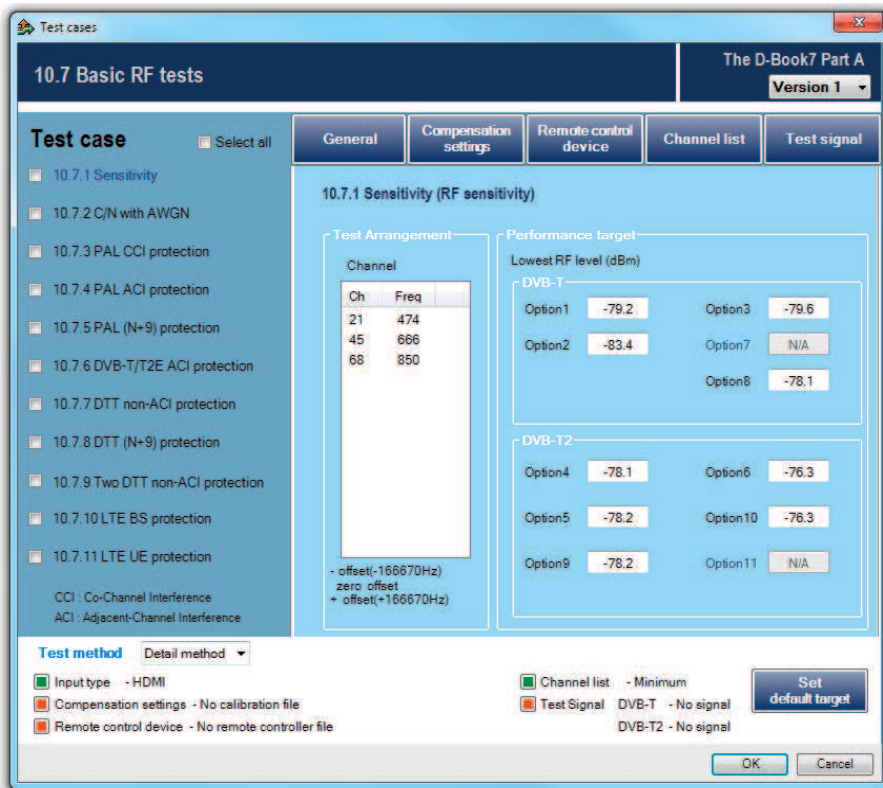 Test cases
10.7 Basic RF tests
The D-Book7 Part A
Version 1
Test case
Select all
10.7.1 Sensitivity
10.7.2 C/N with AWGN
10.7.3 PAL CCI protection
10.7.4 PAL ACI protection
10.7.5 PAL (N+9) protection
10.7.6 DVB-T/T2E ACI protection
10.7.7 DTT non-ACI protection
10.7.8 DTT (N+9) protection
10.7.9 Two DTT non-ACI protection
10.7.10 LTE BS protection
10.7.11 LTE UE protection
CCI : Co-Channel Interference
ACI : Adjacent-Channel Interference
General
Compensation
settings
Remote control
device
Channel list
Test signal
10.7.1 Sensitivity (RF sensitivity)
Test Arrangement
Channel
Ch Freq
21 474
45 666
68 850
- offset(-166670Hz)
zero offset
+ offset(+166670Hz)
Performance target
Lowest RF level (dBm)
DVB-T
Option1 -79.2 Option3 -79.6
Option2 -83.4 Option7 N/A
Option8 -78.1
DVB-T2
Option4 -78.1 Option6 -76.3
Option5 -78.2 Option10 -76.3
Option9 -78.2 Option11 N/A
Test method Detail method
Input type - HDMI
Compensation settings - No calibration file
Remote control device - No remote controller file
Channel list - Minimum
Test Signal DVB-T - No signal
DVB-T2 - No signal
Set
default target
OK Cancel